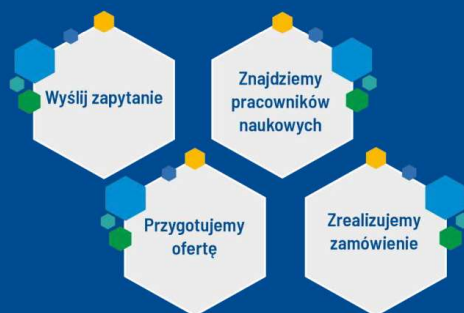 Wyślij zapytanie
Znajdziemy
pracowników
naukowych
Przygotujemy
ofertę
Zrealizujemy
zamówienie